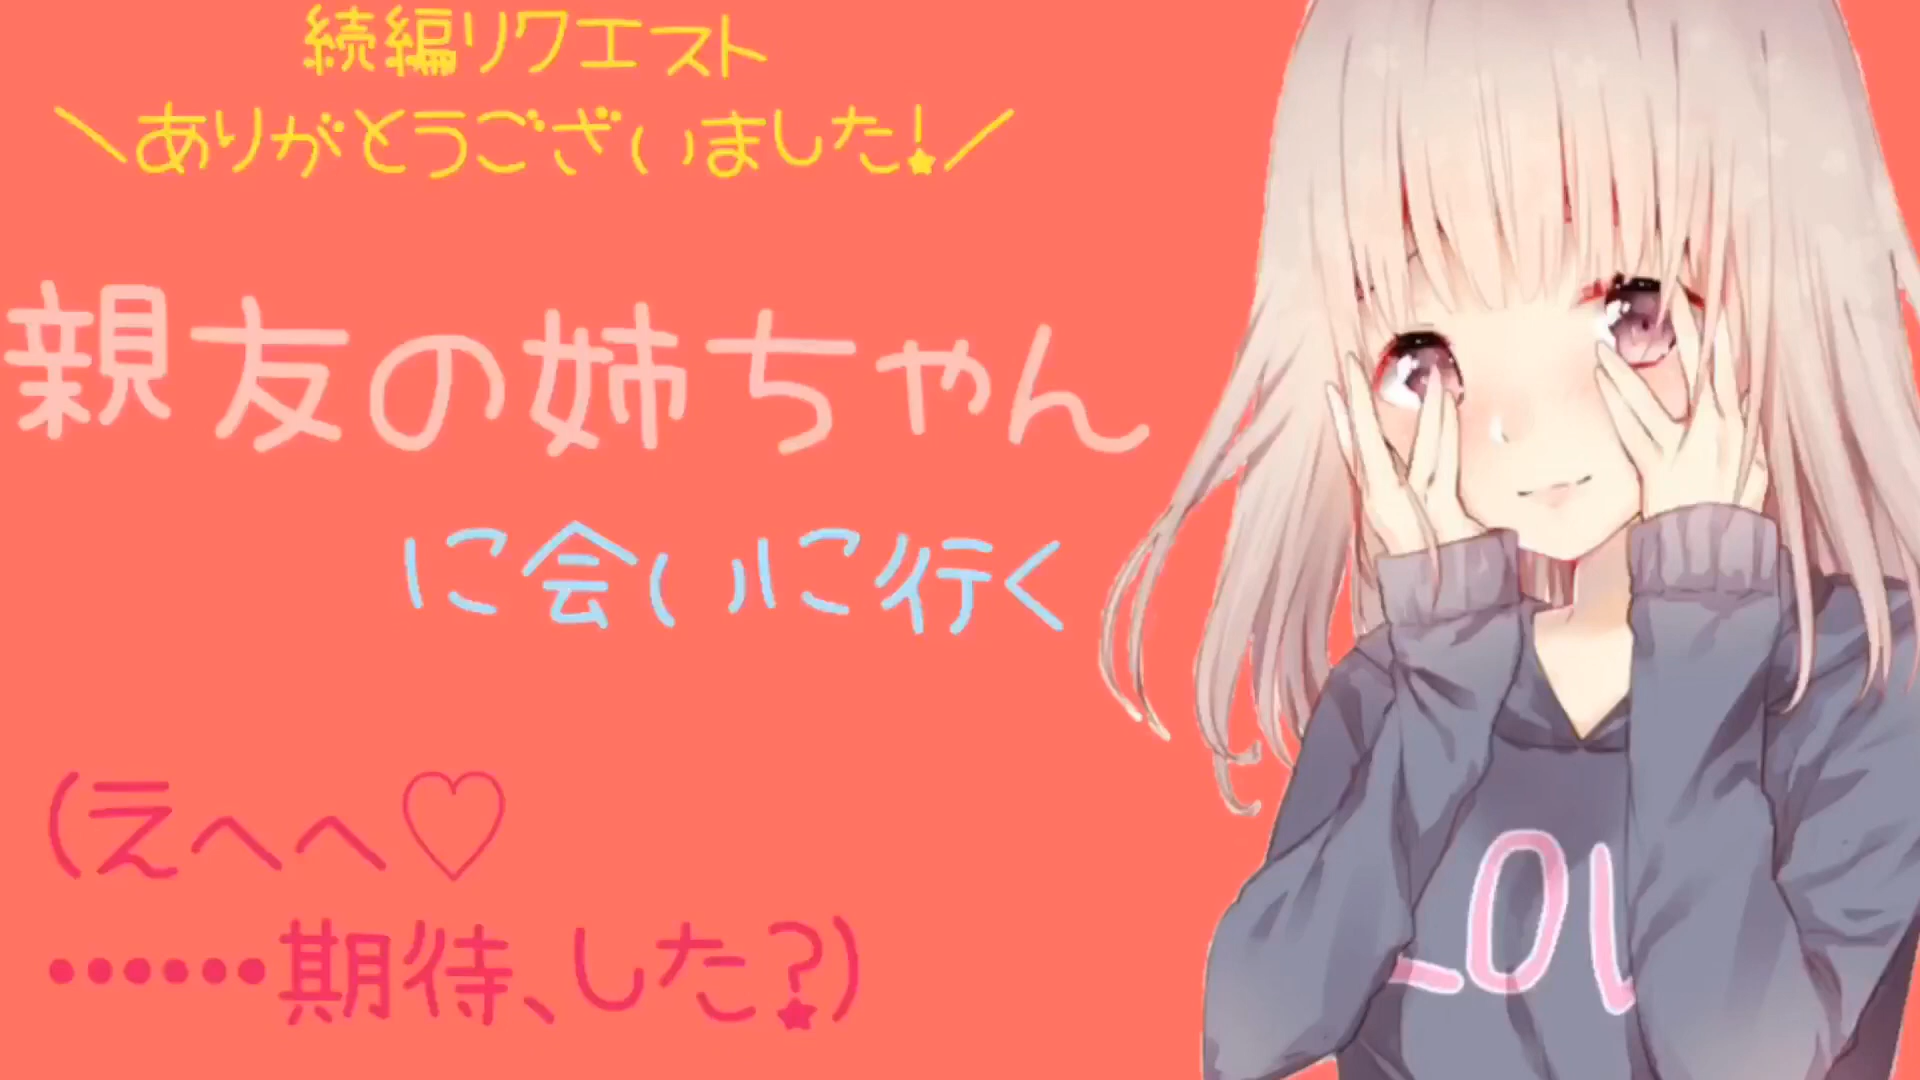 続編リクエスト
＼ありがとうございました!／
親友の姉ちゃん
に会いに行く
(えへへ♡
……期待、した?)
LOV